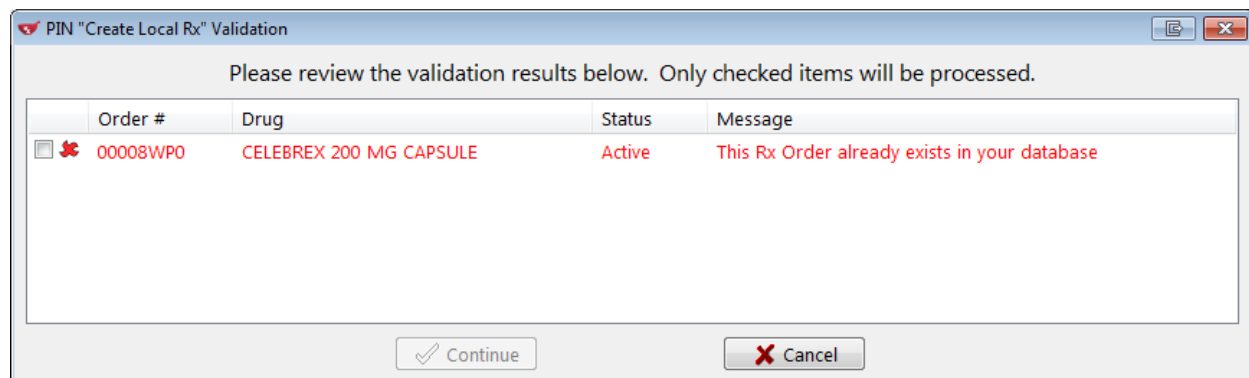 PIN "Create Local Rx" Validation
Please review the validation results below. Only checked items will be processed.
Order # Drug Status Message
00008WP0 CELEBREX 200 MG CAPSULE Active This Rx Order already exists in your database
Continue Cancel